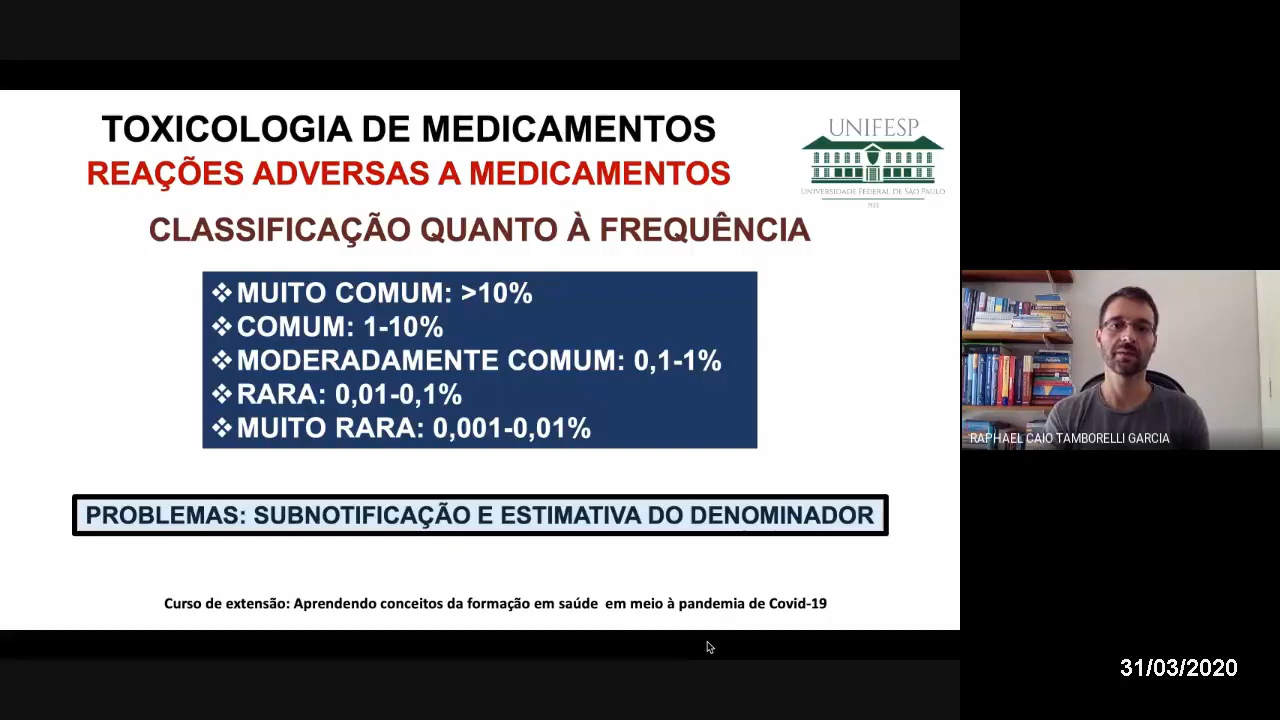 TOXICOLOGIA DE MEDICAMENTOS
REAÇÕES ADVERSAS A MEDICAMENTOS
UNIFESP
UNIVERSIDADE FEDERAL DE SÃO PAULO
1933
CLASSIFICAÇÃO QUANTO À FREQUÊNCIA
❖MUITO COMUM: >10%
❖COMUM: 1-10%
❖MODERADAMENTE COMUM: 0,1-1%
❖RARA: 0,01-0,1%
❖MUITO RARA: 0,001-0,01%
PROBLEMAS: SUBNOTIFICAÇÃO E ESTIMATIVA DO DENOMINADOR
Curso de extensão: Aprendendo conceitos da formação em saúde em meio à pandemia de Covid-19
RAPHAEL CAIO TAMBORELLI GARCIA
31/03/2020